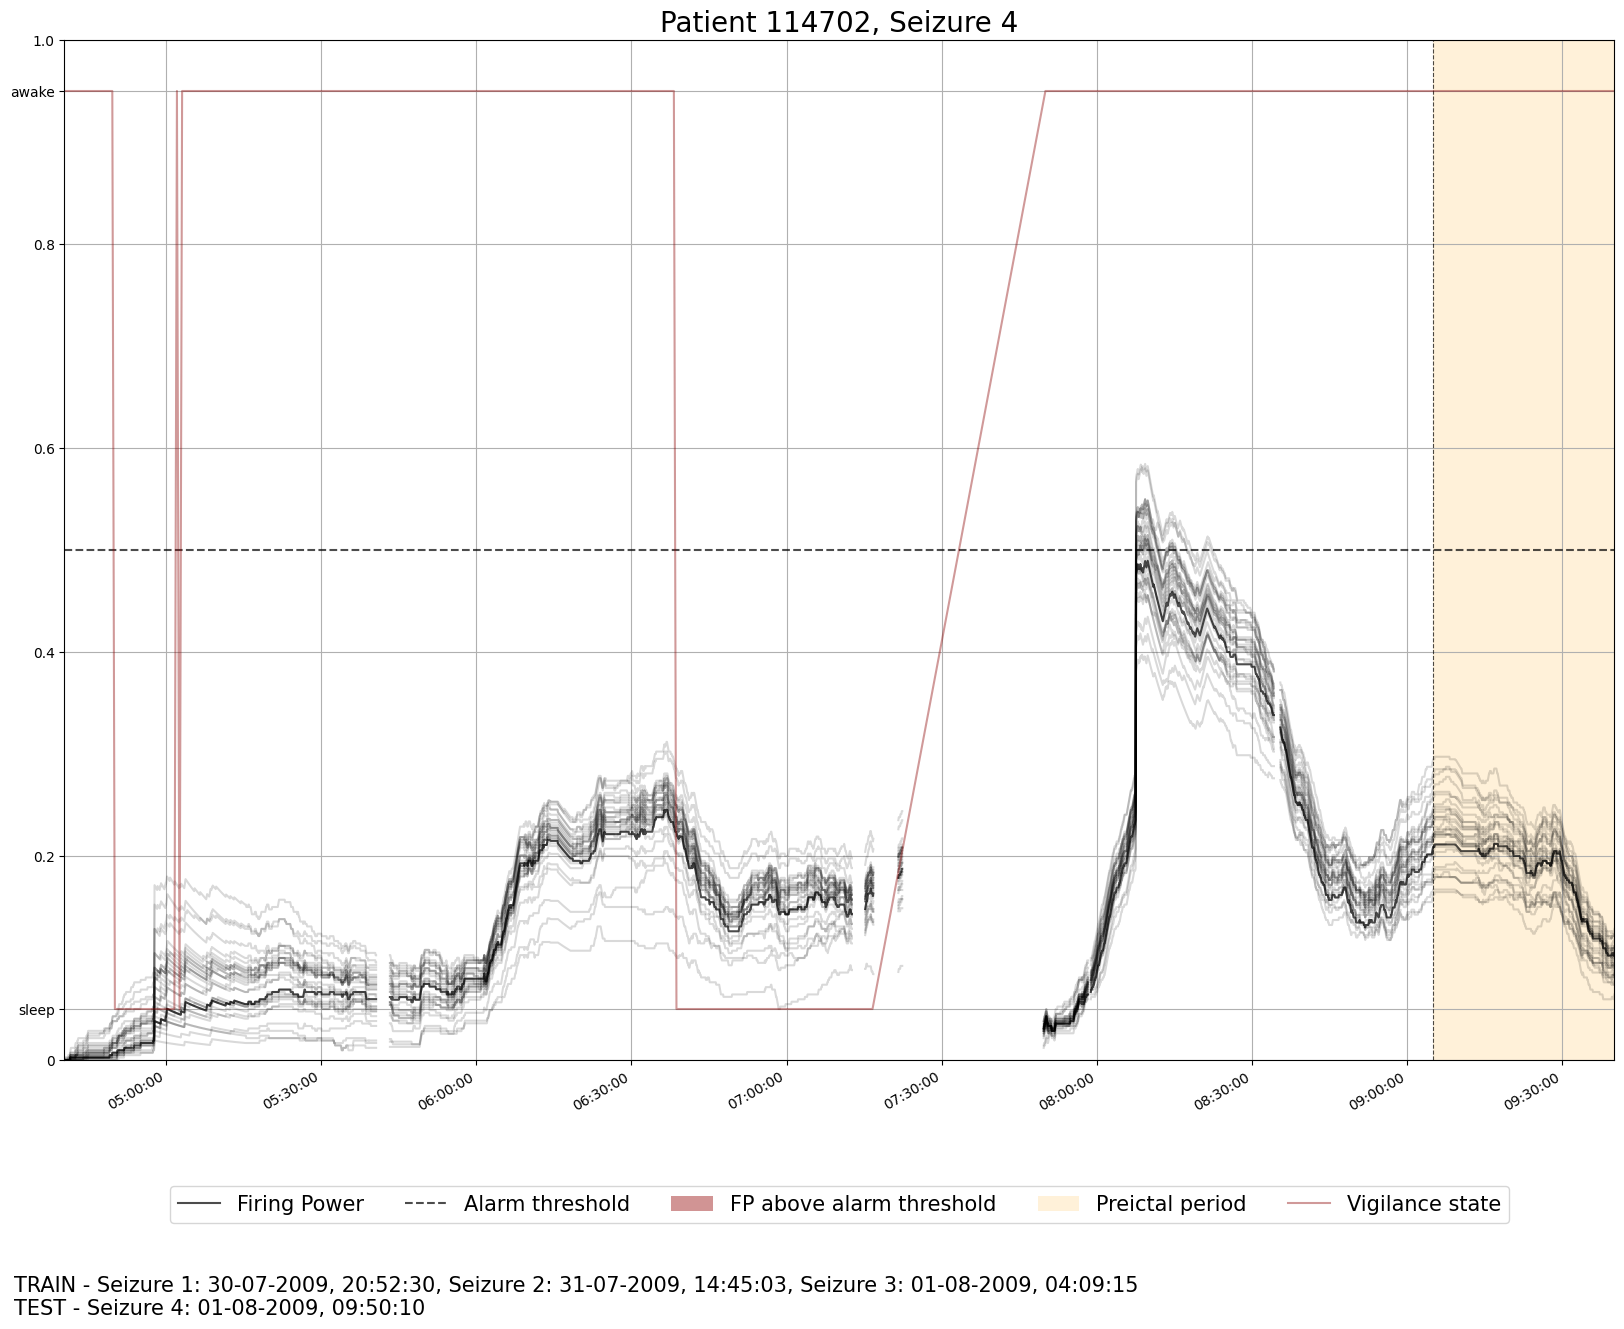 Patient 114702, Seizure 4
1.0
awake
0.8
0.6
0.4
0.2
sleep
0
05:00:00
05:30:00
06:00:00
06:30:00
07:00:00
07:30:00
08:00:00
08:30:00
09:00:00
09:30:00
Firing Power
Alarm threshold
FP above alarm threshold
Preictal period
Vigilance state
TRAIN - Seizure 1: 30-07-2009, 20:52:30, Seizure 2: 31-07-2009, 14:45:03, Seizure 3: 01-08-2009, 04:09:15
TEST - Seizure 4: 01-08-2009, 09:50:10